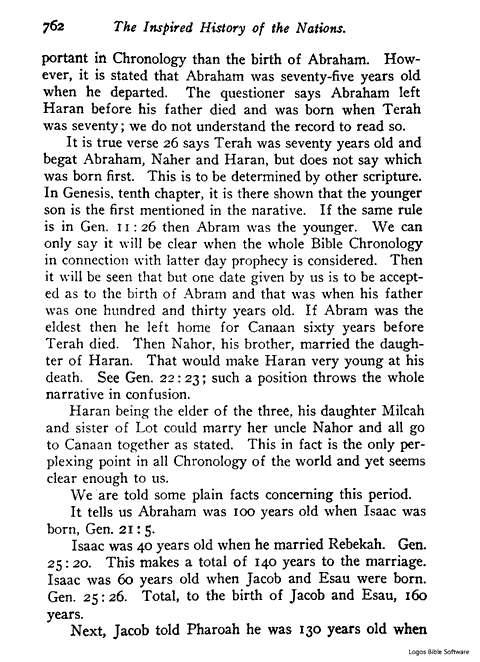 762 The Inspired History of the Nations.
portant in Chronology than the birth of Abraham. How-
ever, it is stated that Abraham was seventy-five years old
when he departed. The questioner says Abraham left
Haran before his father died and was born when Terah
was seventy; we do not understand the record to read so.
It is true verse 26 says Terah was seventy years old and
begat Abraham, Naher and Haran, but does not say which
was born first. This is to be determined by other scripture.
In Genesis, tenth chapter, it is there shown that the younger
son is the first mentioned in the narative. If the same rule
is in Gen. 11:26 then Abram was the younger. We can
only say it will be clear when the whole Bible Chronology
in connection with latter day prophecy is considered. Then
it will be seen that but one date given by us is to be accept-
ed as to the birth of Abram and that was when his father
was one hundred and thirty years old. If Abram was the
eldest then he left home for Canaan sixty years before
Terah died. Then Nahor, his brother, married the daugh-
ter of Haran. That would make Haran very young at his
death. See Gen. 22:23; such a position throws the whole
narrative in confusion.
Haran being the elder of the three, his daughter Milcah
and sister of Lot could marry her uncle Nahor and all go
to Canaan together as stated. This in fact is the only per-
plexing point in all Chronology of the world and yet seems
clear enough to us.
We are told some plain facts concerning this period.
It tells us Abraham was 100 years old when Isaac was
born, Gen. 21:5.
Isaac was 40 years old when he married Rebekah. Gen.
25:20. This makes a total of 140 years to the marriage.
Isaac was 60 years old when Jacob and Esau were born.
Gen. 25:26. Total, to the birth of Jacob and Esau, 160
years.
Next, Jacob told Pharoah he was 130 years old when
Logos Bible Software